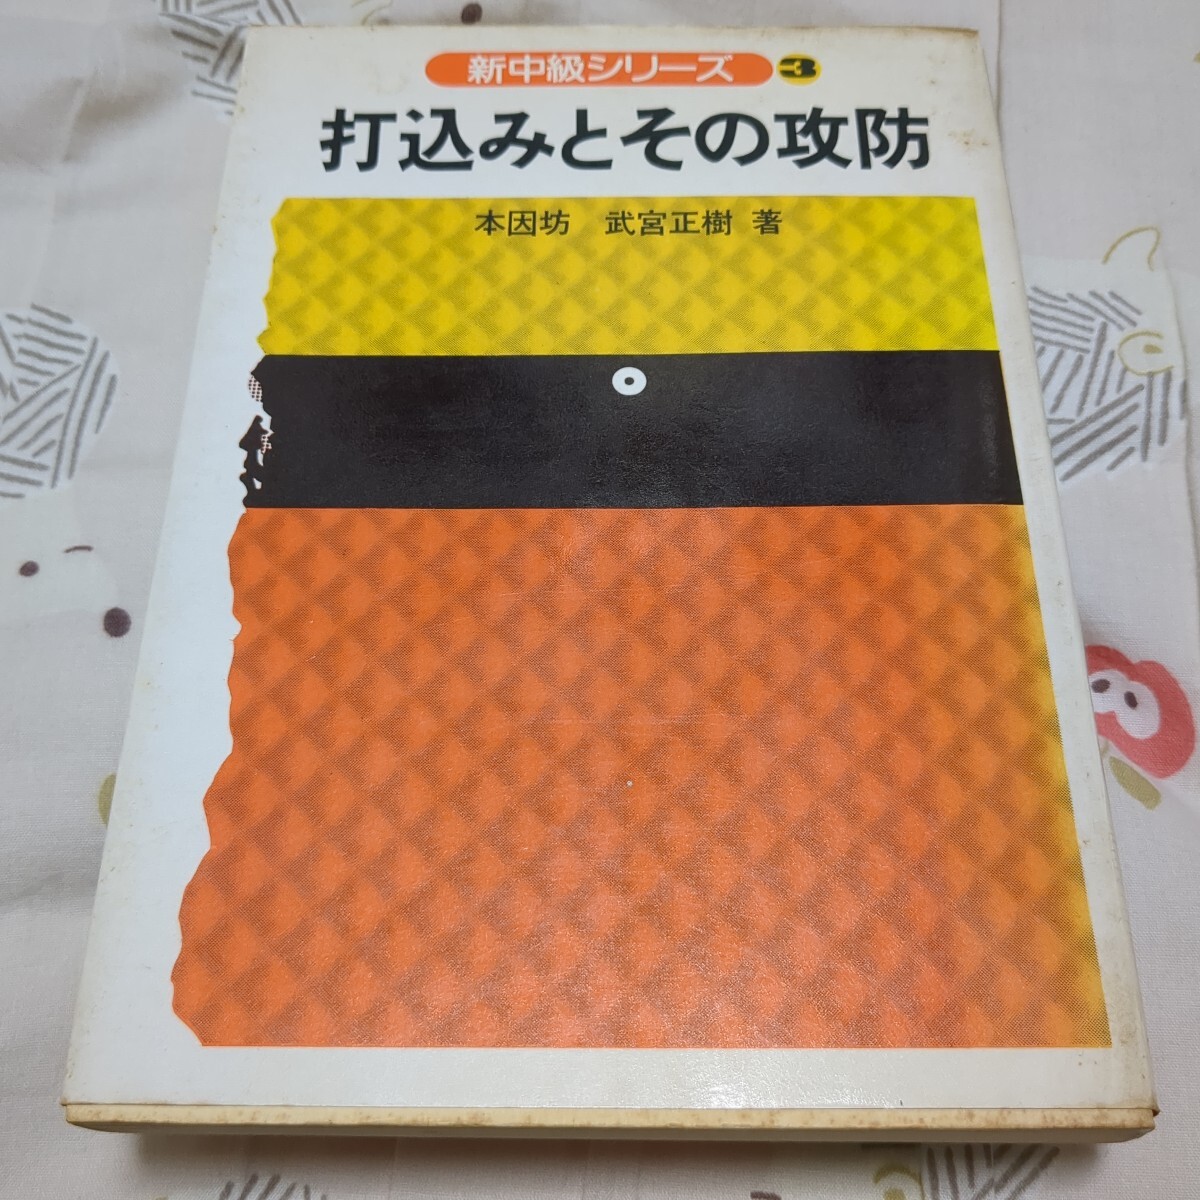 新中級シリーズ 3
打込みとその攻防
本因坊 武宮正樹 著